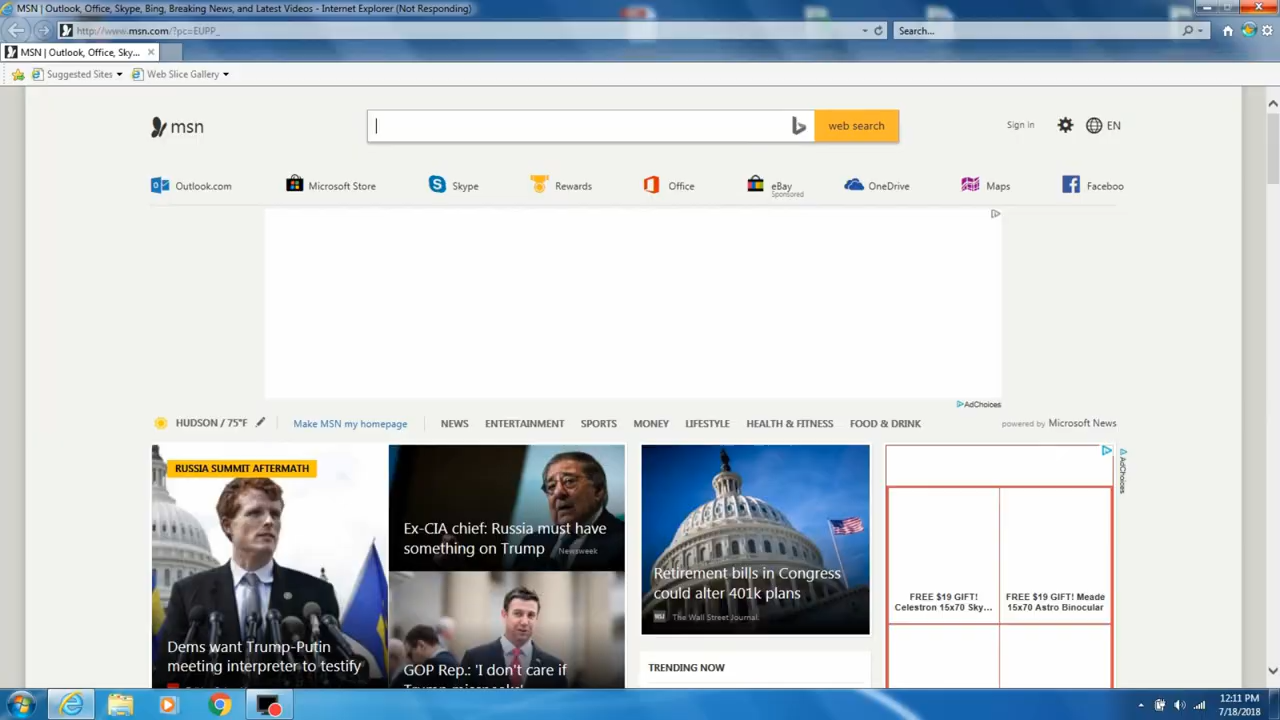 MSN | Outlook, Office, Skype, Bing, Breaking News, and Latest Videos - Internet Explorer (Not Responding)
http://www.msn.com/?pc=EUPP_
Search...
MSN | Outlook, Office, Sky...
Suggested Sites
Web Slice Gallery
msn
web search
Sign in
EN
Outlook.com
Microsoft Store
Skype
Rewards
Office
eBay
Sponsored
OneDrive
Maps
Faceboo
AdChoices
HUDSON / 75°F
Make MSN my homepage
NEWS
ENTERTAINMENT
SPORTS
MONEY
LIFESTYLE
HEALTH & FITNESS
FOOD & DRINK
powered by Microsoft News
RUSSIA SUMMIT AFTERMATH
Dems want Trump-Putin
meeting interpreter to testify
Ex-CIA chief: Russia must have
something on Trump Newsweek
GOP Rep.: 'I don't care if
Retirement bills in Congress
could alter 401k plans
WSJ The Wall Street Journal.
TRENDING NOW
AdChoices
FREE $19 GIFT!
Celestron 15x70 Sky...
FREE $19 GIFT! Meade
15x70 Astro Binocular
12:11 PM
7/18/2018